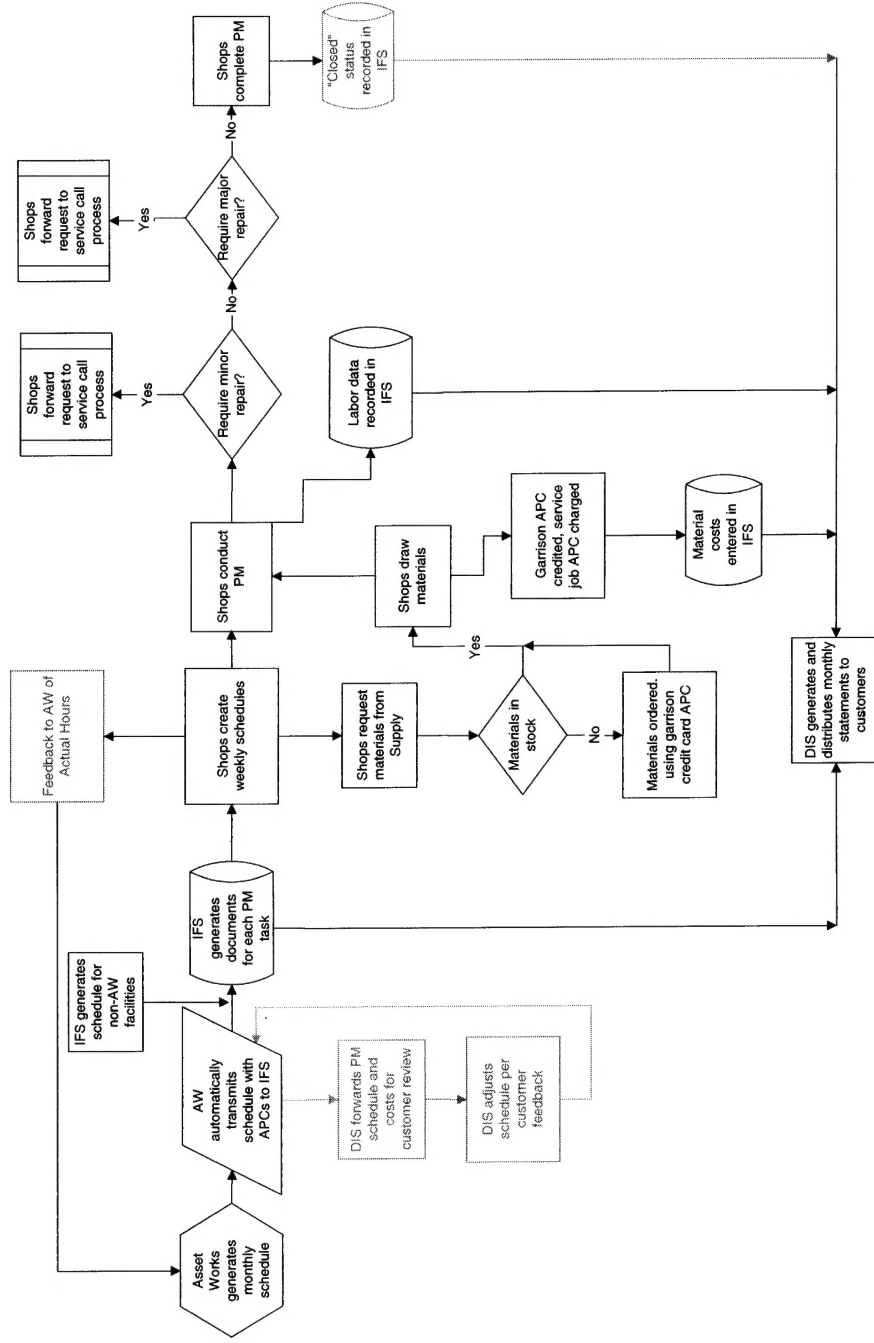 Asset
Works
generates
monthly
schedule
AW
automatically
transmits
schedule with
APCs to IFS
IFS generates
schedule for
non-AW
facilities
DIS forwards PM
schedule and
costs for
customer review
DIS adjusts
schedule per
customer
feedback
IFS
generates
documents
for each PM
task
Feedback to AW of
Actual Hours
Shops create
weekly schedules
Shops request
materials from
Supply
Materials in
stock
No
Materials ordered.
using garrison
credit card APC
Yes
Shops draw
materials
Shops conduct
PM
Garrison APC
credited, service
job APC charged
Material
costs
entered in
IFS
Labor data
recorded in
IFS
Require minor
repair?
Yes
Shops
forward
request to
service call
process
No
Require major
repair?
Yes
Shops
forward
request to
service call
process
No
Shops
complete PM
"Closed"
status
recorded in
IFS
DIS generates and
distributes monthly
statements to
customers